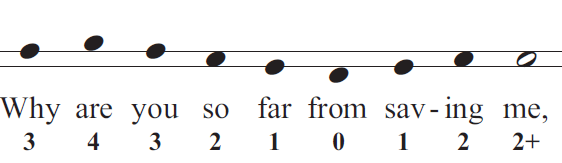 Why are you so far from sav-ing me,
3 4 3 2 1 0 1 2 2+